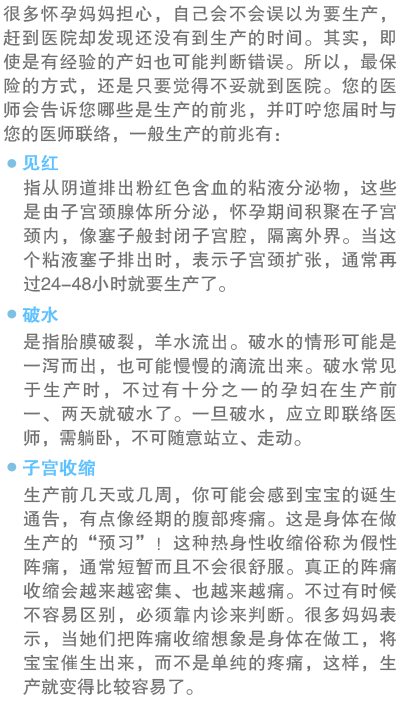 很多怀孕妈妈担心，自己会不会误以为要生产，
赶到医院却发现还没有到生产的时间。其实，即
使是有经验的产妇也可能判断错误。所以，最保
险的方式，还是只要觉得不妥就到医院。您的医
师会告诉您哪些是生产的前兆，并叮咛您届时与
您的医师联络，一般生产的前兆有：
见红
指从阴道排出粉红色含血的粘液分泌物，这些
是由子宫颈腺体所分泌，怀孕期间积聚在子宫
颈内，像塞子般封闭子宫腔，隔离外界。当这
个粘液塞子排出时，表示子宫颈扩张，通常再
过24-48小时就要生产了。
破水
是指胎膜破裂，羊水流出。破水的情形可能是
一泻而出，也可能慢慢的滴流出来。破水常见
于生产时，不过有十分之一的孕妇在生产前
一、两天就破水了。一旦破水，应立即联络医
师，需躺卧，不可随意站立、走动。
子宫收缩
生产前几天或几周，你可能会感到宝宝的诞生
通告，有点像经期的腹部疼痛。这是身体在做
生产的“预习”！这种热身性收缩俗称为假性
阵痛，通常短暂而且不会很舒服。真正的阵痛
收缩会越来越密集、也越来越痛。不过有时候
不容易区别，必须靠内诊来判断。很多妈妈表
示，当她们把阵痛收缩想象是身体在做工，将
宝宝催生出来，而不是单纯的疼痛，这样，生
产就变得比较容易了。